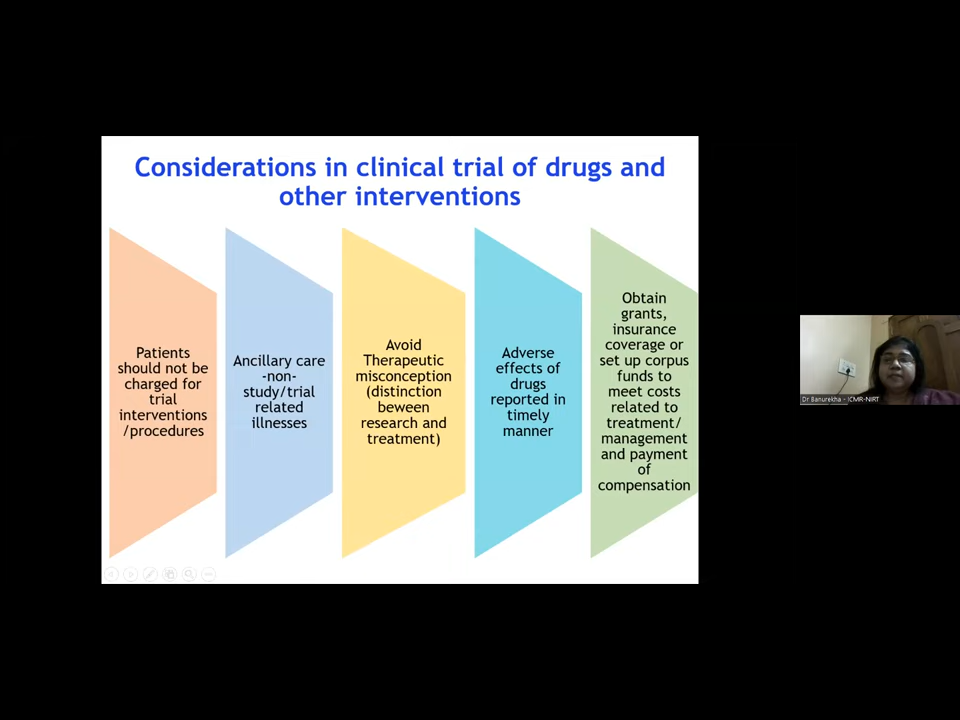 Considerations in clinical trial of drugs and
other interventions
Patients
should not be
charged for
trial
interventions
/procedures
Ancillary care
-non-
study/trial
related
illnesses
Avoid
Therapeutic
misconception
(distinction
beween
research and
treatment)
Adverse
effects of
drugs
reported in
timely
manner
Obtain
grants,
insurance
coverage or
set up corpus
funds to
meet costs
related to
treatment/
management
and payment
of
compensation
Dr Banurekha - ICMR-NIRT